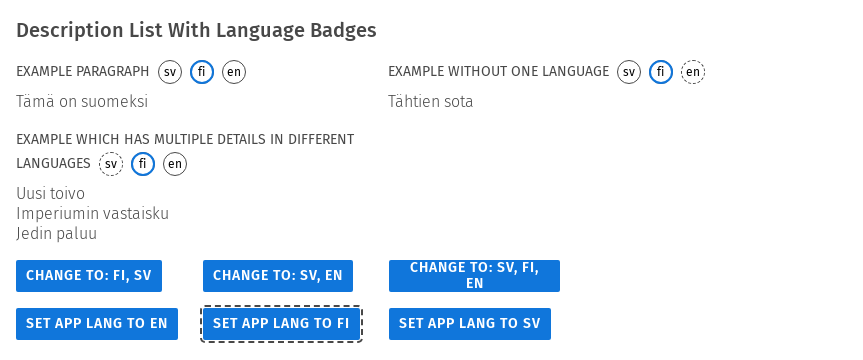 Description List With Language Badges
EXAMPLE PARAGRAPH sv fi en
EXAMPLE WITHOUT ONE LANGUAGE sv fi en
Tämä on suomeksi
Tähtien sota
EXAMPLE WHICH HAS MULTIPLE DETAILS IN DIFFERENT
LANGUAGES sv fi en
Uusi toivo
Imperiumin vastaisku
Jedin paluu
CHANGE TO: FI, SV
CHANGE TO: SV, EN
CHANGE TO: SV, FI,
EN
SET APP LANG TO EN
SET APP LANG TO FI
SET APP LANG TO SV